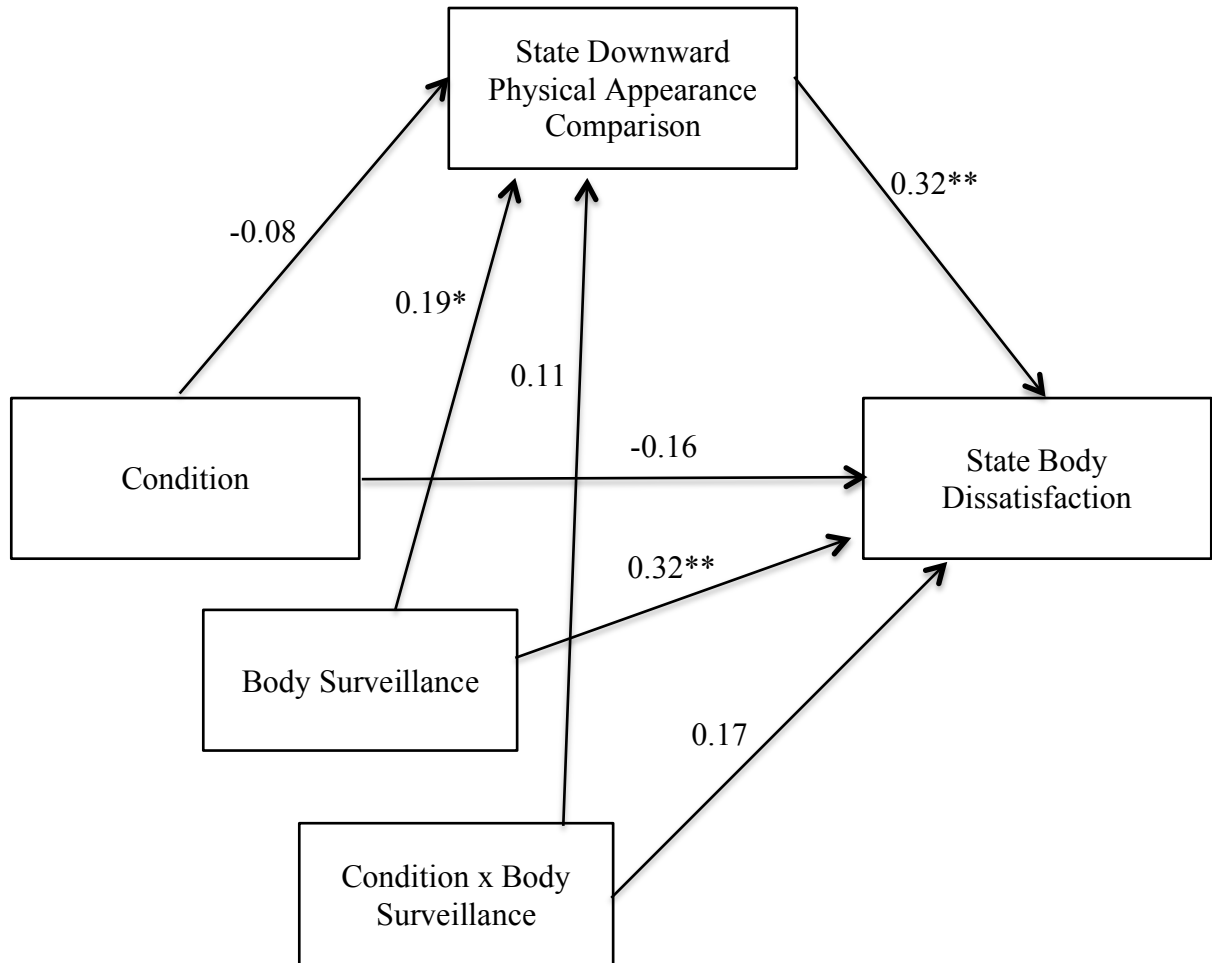 State Downward
Physical Appearance
Comparison
0.32**
-0.08
0.19*
0.11
Condition
-0.16
State Body
Dissatisfaction
0.32**
Body Surveillance
0.17
Condition x Body
Surveillance